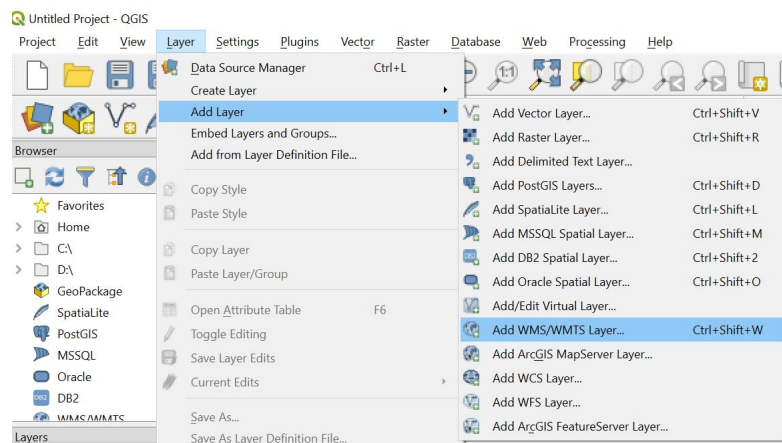 Untitled Project - QGIS
Project Edit View Layer Settings Plugins Vector Raster Database Web Processing Help
Data Source Manager Ctrl+L
Create Layer
Add Layer
Embed Layers and Groups...
Add from Layer Definition File...
Copy Style
Paste Style
Copy Layer
Paste Layer/Group
Open Attribute Table F6
Toggle Editing
Save Layer Edits
Current Edits
Save As...
Save As Layer Definition File...
1:1
Add Vector Layer... Ctrl+Shift+V
Add Raster Layer... Ctrl+Shift+R
Add Delimited Text Layer...
Add PostGIS Layers... Ctrl+Shift+D
Add SpatiaLite Layer... Ctrl+Shift+L
Add MSSQL Spatial Layer... Ctrl+Shift+M
DB2 Add DB2 Spatial Layer... Ctrl+Shift+2
Add Oracle Spatial Layer... Ctrl+Shift+O
Add/Edit Virtual Layer...
Add WMS/WMTS Layer... Ctrl+Shift+W
Add ArcGIS MapServer Layer...
Add WCS Layer...
Add WFS Layer...
Add ArcGIS FeatureServer Layer...
Browser
Favorites
Home
C:\
D:\
GeoPackage
SpatiaLite
PostGIS
MSSQL
Oracle
DB2 DB2
WMS/WMTS
Layers